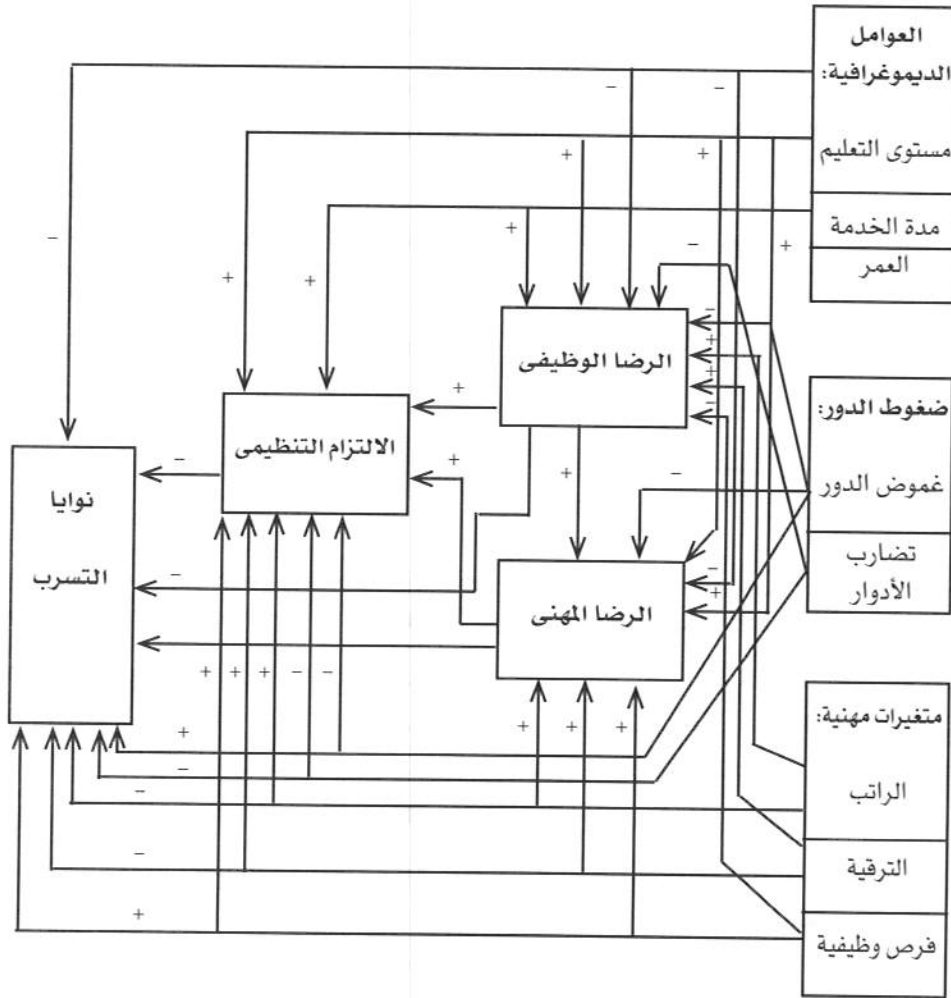 العوامل
الديموغرافية:
مستوى التعليم
مدة الخدمة
العمر
ضغوط الدور:
غموض الدور
تضارب
الأدوار
متغيرات مهنية:
الراتب
الترقية
فرص وظيفية
الرضا الوظيفى
الرضا المهنى
الالتزام التنظيمى
نوايا
التسرب